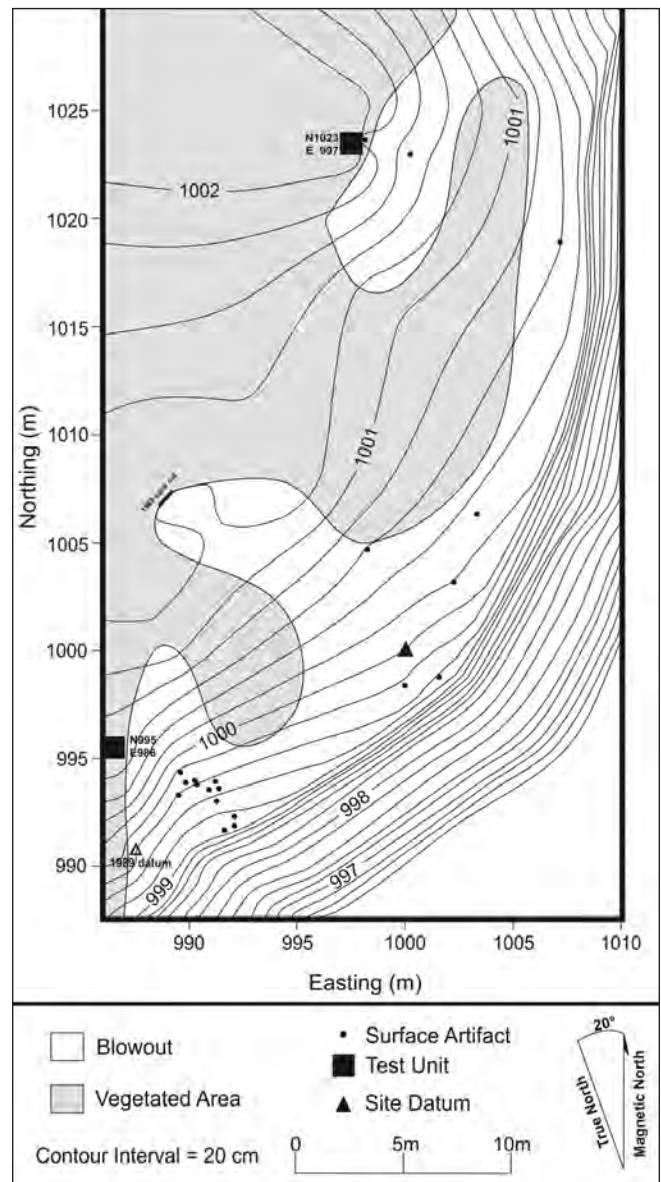 1025
N1023
E 997
1001
1002
1020
1015
Northing (m)
1010
1001
1005
1000
1000
N995
E986
995
998
1989 datum
990
999
997
990
995
1000
1005
1010
Easting (m)
Blowout
Vegetated Area
Contour Interval = 20 cm
Surface Artifact
Test Unit
Site Datum
0
5m
10m
20°
True North
Magnetic North